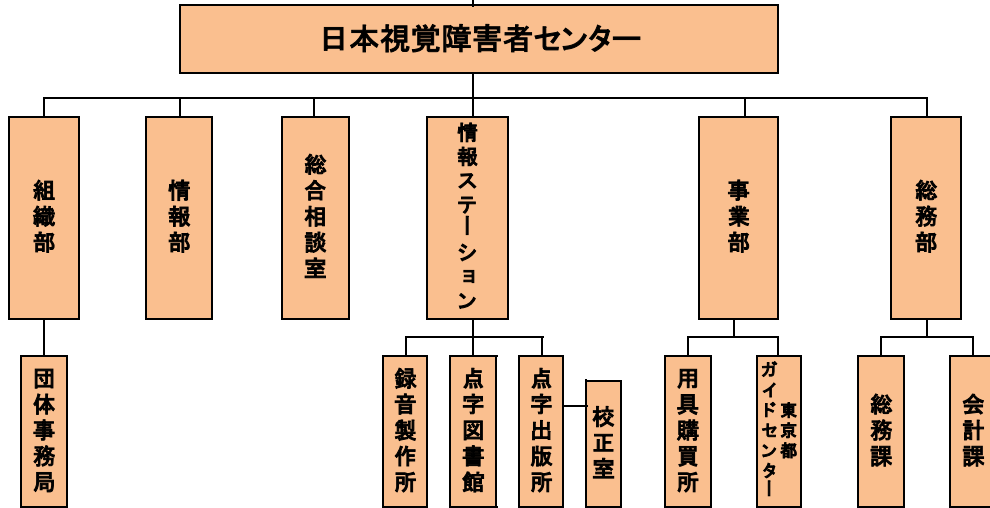 日本視覚障害者センター
組織部
情報部
総合相談室
情報ステーション
事業部
総務部
団体事務局
録音製作所
点字図書館
点字出版所
校正室
用具購買所
東京都
ガイドセンター
総務課
会計課